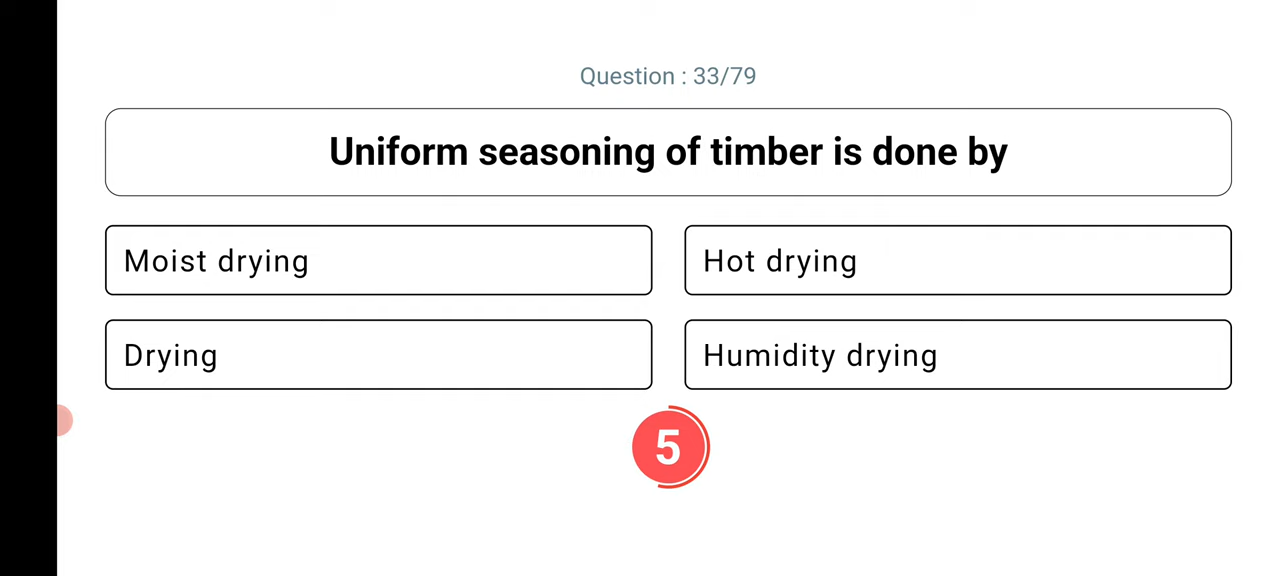 Question : 33/79
Uniform seasoning of timber is done by
Moist drying
Hot drying
Drying
Humidity drying
5